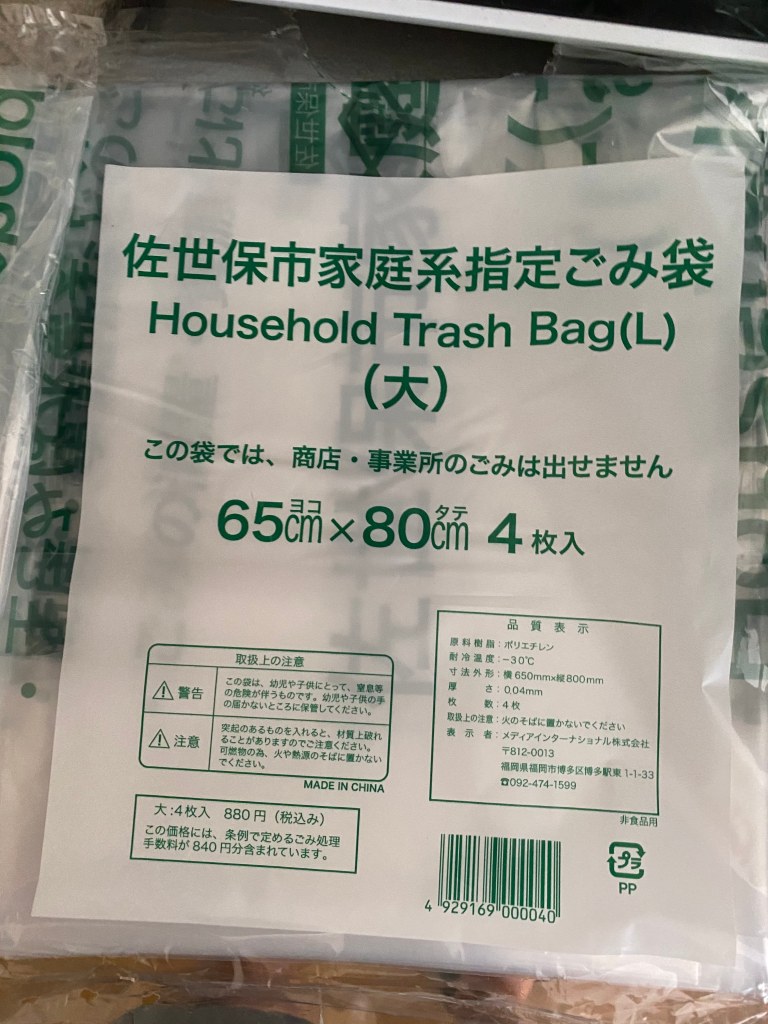 佐世保市家庭系指定ごみ袋
Household Trash Bag(L)
（大）
この袋では、商店・事業所のごみは出せません
ヨコ タテ
65㎝×80㎝ 4枚入
取扱上の注意
警告
この袋は、幼児や子供にとって、窒息等
の危険が伴うものです。幼児や子供の手
の届かないところに保管してください。
注意
突起のあるものを入れると、材質上破れ
ることがありますのでご注意ください。
可燃物の為、火や熱源のそばに置かない
でください。
MADE IN CHINA
大:4枚入 880円（税込み）
この価格には、条例で定めるごみ処理
手数料が840円分含まれています。
品質表示
原料樹脂：ポリエチレン
耐冷温度：−30℃
寸法外形：横650mm×縦800mm
厚さ：0.04mm
枚数：4枚
取扱上の注意：火のそばに置かないでください
表示者：メディアインターナショナル株式会社
〒812-0013
福岡県福岡市博多区博多駅東1-1-33
☎092-474-1599
非食品用
プラ
PP
4 929169 000040